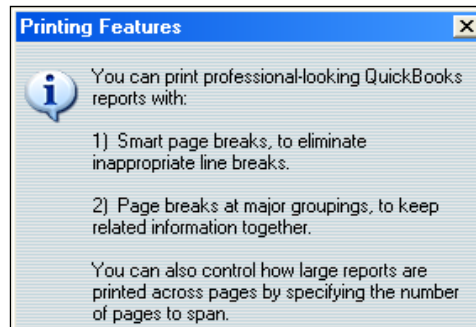 Printing Features
You can print professional-looking QuickBooks
reports with:
1) Smart page breaks, to eliminate
inappropriate line breaks.
2) Page breaks at major groupings, to keep
related information together.
You can also control how large reports are
printed across pages by specifying the number
of pages to span.